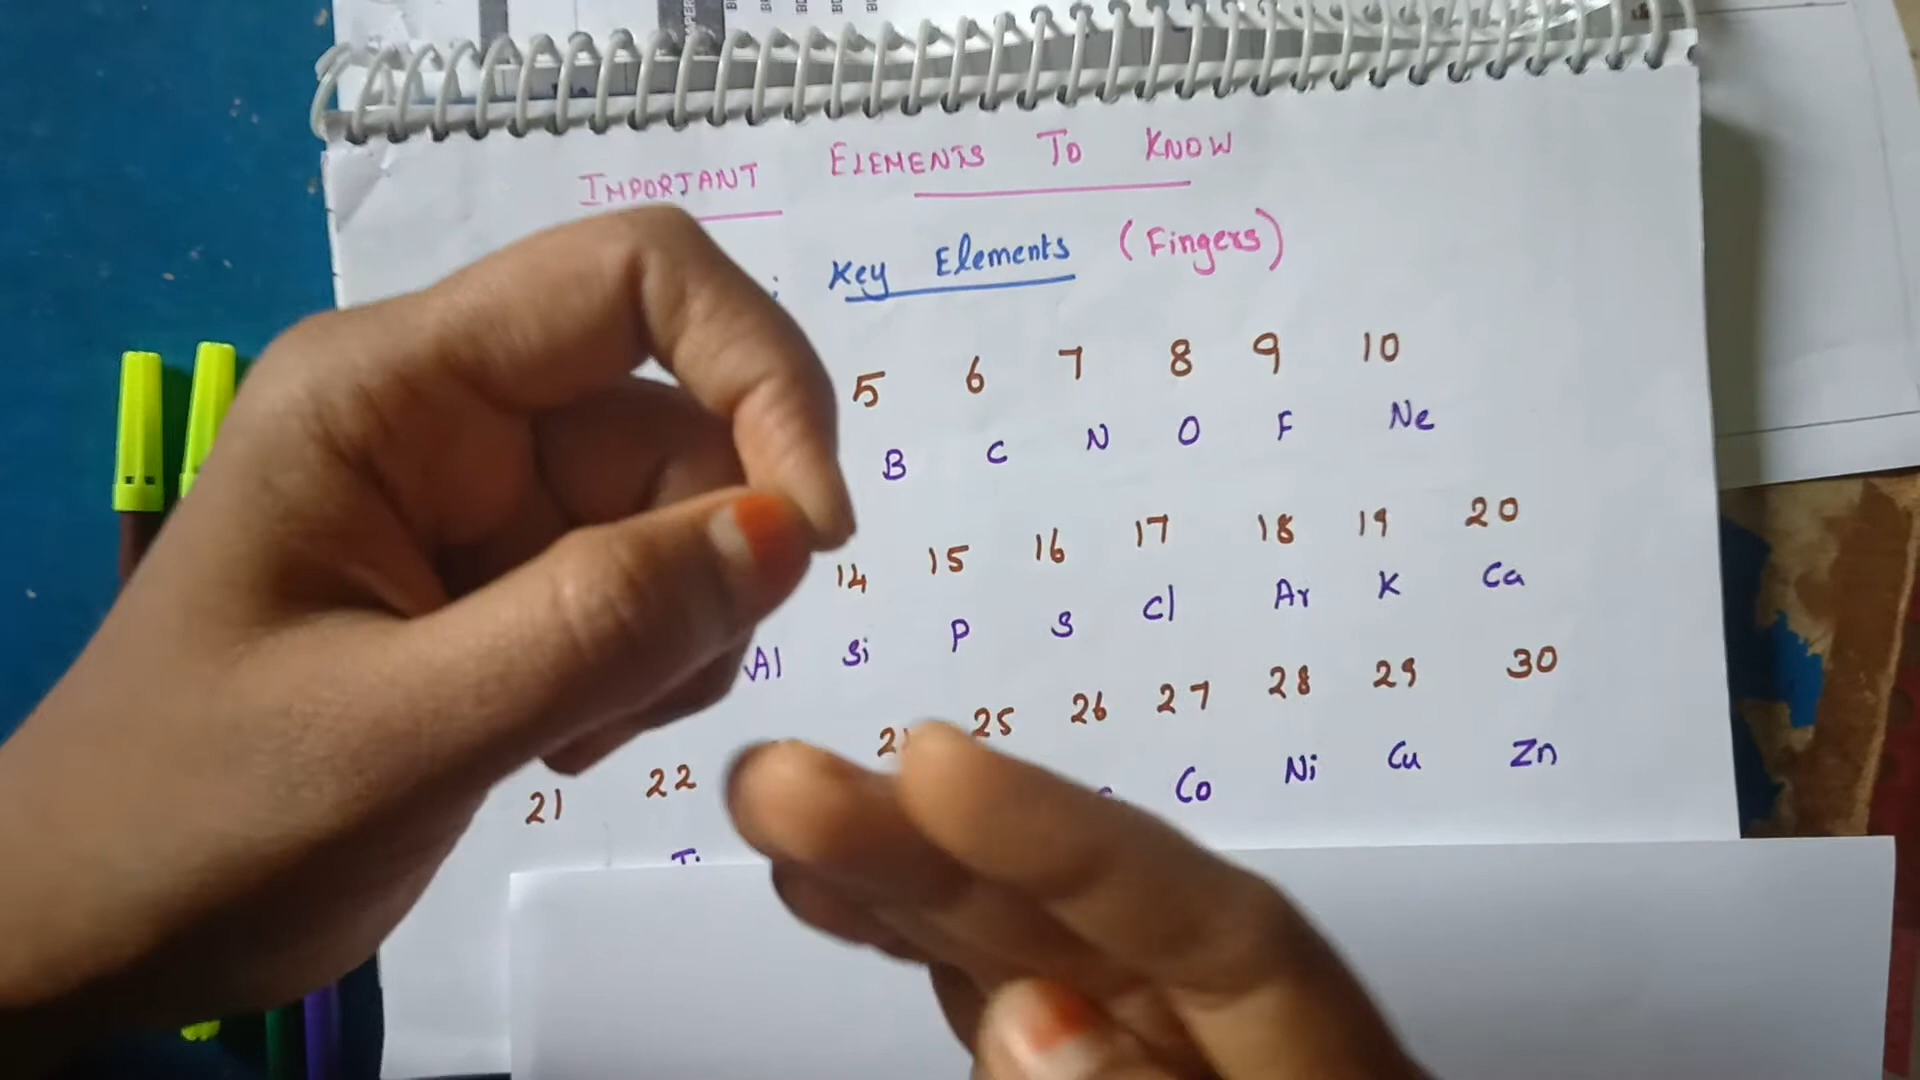 IMPORTANT ELEMENTS TO KNOW
: Key Elements (Fingers)
5 6 7 8 9 10
B C N O F Ne
14 15 16 17 18 19 20
Al Si P S Cl Ar K Ca
21 22 25 26 27 28 29 30
Co Ni Cu Zn